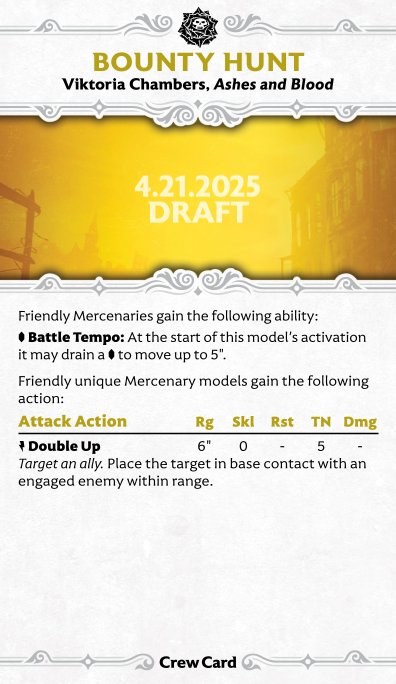 BOUNTY HUNT
Viktoria Chambers, Ashes and Blood
4.21.2025
DRAFT
Friendly Mercenaries gain the following ability:
Battle Tempo: At the start of this model's activation
it may drain a to move up to 5".
Friendly unique Mercenary models gain the following
action:
Attack Action Rg Skl Rst TN Dmg
Double Up 6" 0 - 5 -
Target an ally. Place the target in base contact with an
engaged enemy within range.
Crew Card